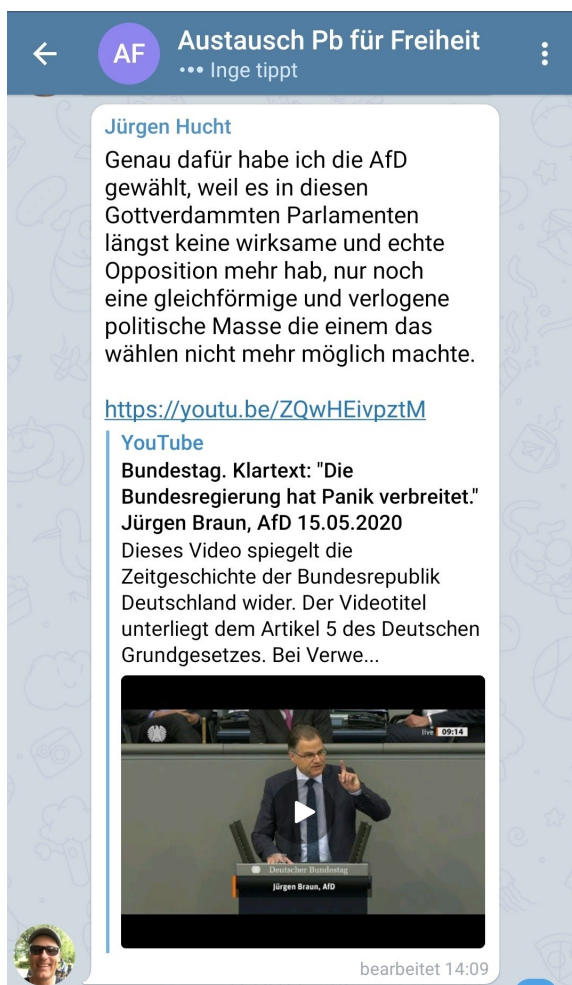 AF
Austausch Pb für Freiheit
••• Inge tippt
Jürgen Hucht
Genau dafür habe ich die AfD
gewählt, weil es in diesen
Gottverdammten Parlamenten
längst keine wirksame und echte
Opposition mehr hab, nur noch
eine gleichförmige und verlogene
politische Masse die einem das
wählen nicht mehr möglich machte.
https://youtu.be/ZQwHEivpztM
YouTube
Bundestag. Klartext: "Die
Bundesregierung hat Panik verbreitet."
Jürgen Braun, AfD 15.05.2020
Dieses Video spiegelt die
Zeitgeschichte der Bundesrepublik
Deutschland wider. Der Videotitel
unterliegt dem Artikel 5 des Deutschen
Grundgesetzes. Bei Verwe...
live 09:14
Deutscher Bundestag
Jürgen Braun, AfD
bearbeitet 14:09